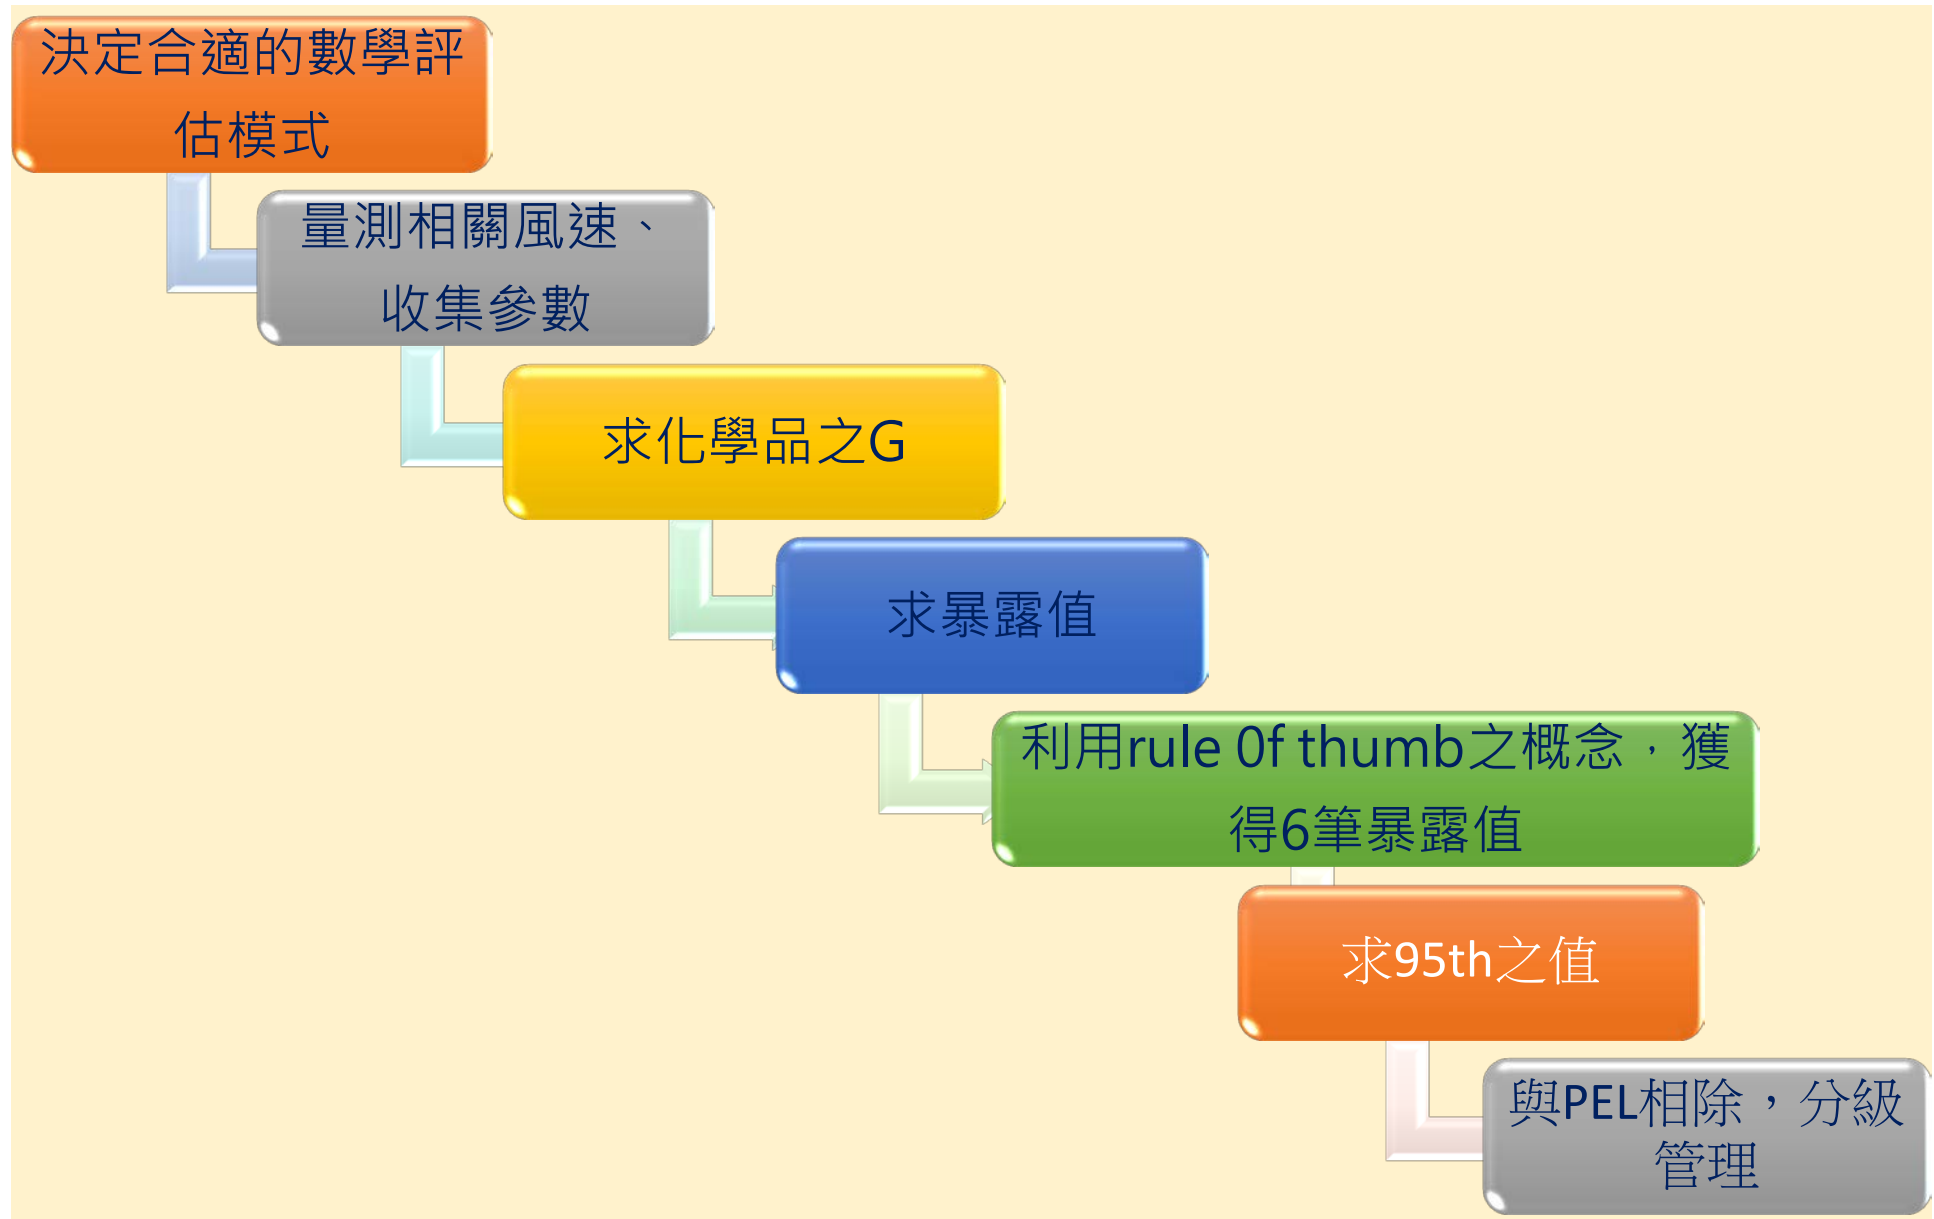 決定合適的數學評
估模式
量測相關風速、
收集參數
求化學品之G
求暴露值
利用rule 0f thumb之概念，獲
得6筆暴露值
求95th之值
與PEL相除，分級
管理